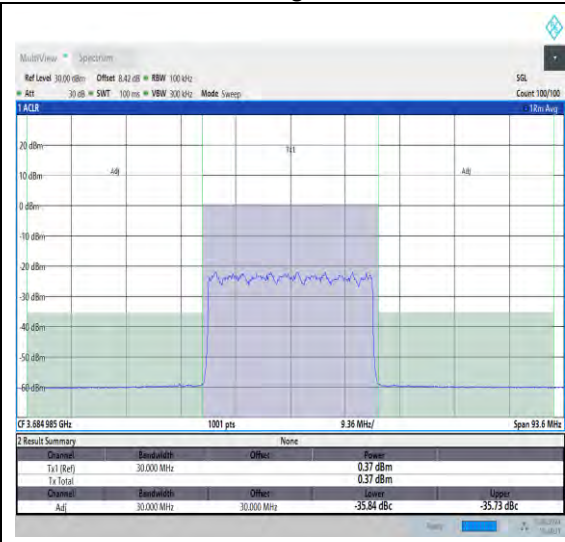 MultiView Spectrum
Ref Level 30.00 dBm Offset 8.42 dB RBW 100 kHz SGL
Att 30 dB SWT 100 ms VBW 300 kHz Mode Sweep Count 100/100
1 ACLR 1Rm Avg
20 dBm
Tx1
Adj Adj
10 dBm
0 dBm
-10 dBm
-20 dBm
-30 dBm
-40 dBm
-50 dBm
-60 dBm
CF 3.684985 GHz 1001 pts 9.36 MHz/ Span 93.6 MHz
2 Result Summary None
Channel Bandwidth Offset Power
Tx1 (Ref) 30.000 MHz 0.37 dBm
Tx Total 0.37 dBm
Channel Bandwidth Offset Lower Upper
Adj 30.000 MHz 30.000 MHz -35.84 dBc -35.73 dBc
Ready